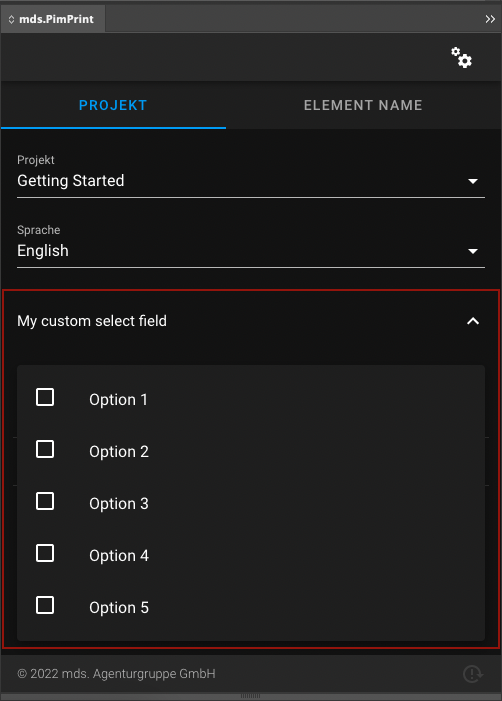 mds.PimPrint
PROJEKT ELEMENT NAME
Projekt
Getting Started
Sprache
English
My custom select field
Option 1
Option 2
Option 3
Option 4
Option 5
© 2022 mds. Agenturgruppe GmbH